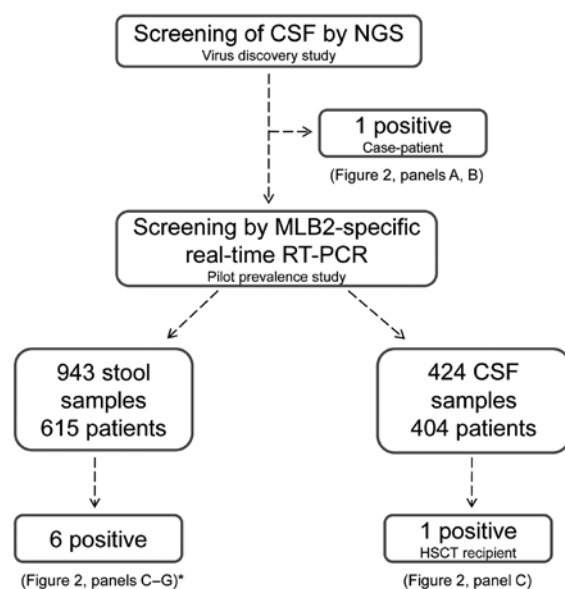 Screening of CSF by NGS
Virus discovery study
1 positive
Case-patient
(Figure 2, panels A, B)
Screening by MLB2-specific
real-time RT-PCR
Pilot prevalence study
943 stool
samples
615 patients
424 CSF
samples
404 patients
6 positive
(Figure 2, panels C–G)*
1 positive
HSCT recipient
(Figure 2, panel C)